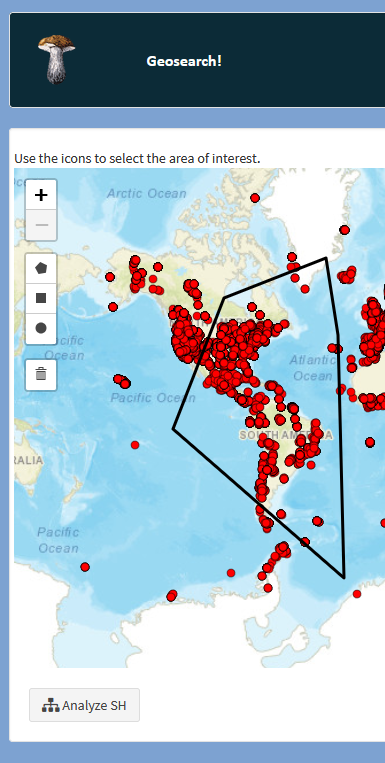 Geosearch!
Use the icons to select the area of interest.
Arctic Ocean
Pacific
Ocean
Atlantic
Ocean
Pacific Ocean
SOUTH AMERICA
RALIA
Pacific
Ocean
Analyze SH